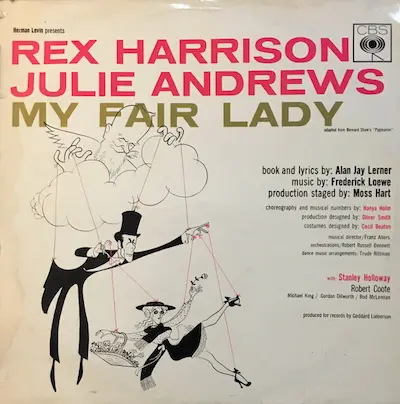 Herman Levin presents
CBS
REX HARRISON
JULIE ANDREWS
MY FAIR LADY
adapted from Bernard Shaw's "Pygmalion"
book and lyrics by: Alan Jay Lerner
music by: Frederick Loewe
production staged by: Moss Hart
choreography and musical numbers by: Hanya Holm
production designed by: Oliver Smith
costumes designed by: Cecil Beaton
musical director/Franz Allers
orchestrations/Robert Russell Bennett
dance music arrangements: Trude Rittman
with Stanley Holloway
Robert Coote
Michael King / Gordon Dilworth / Rod McLennan
produced for records by Goddard Lieberson